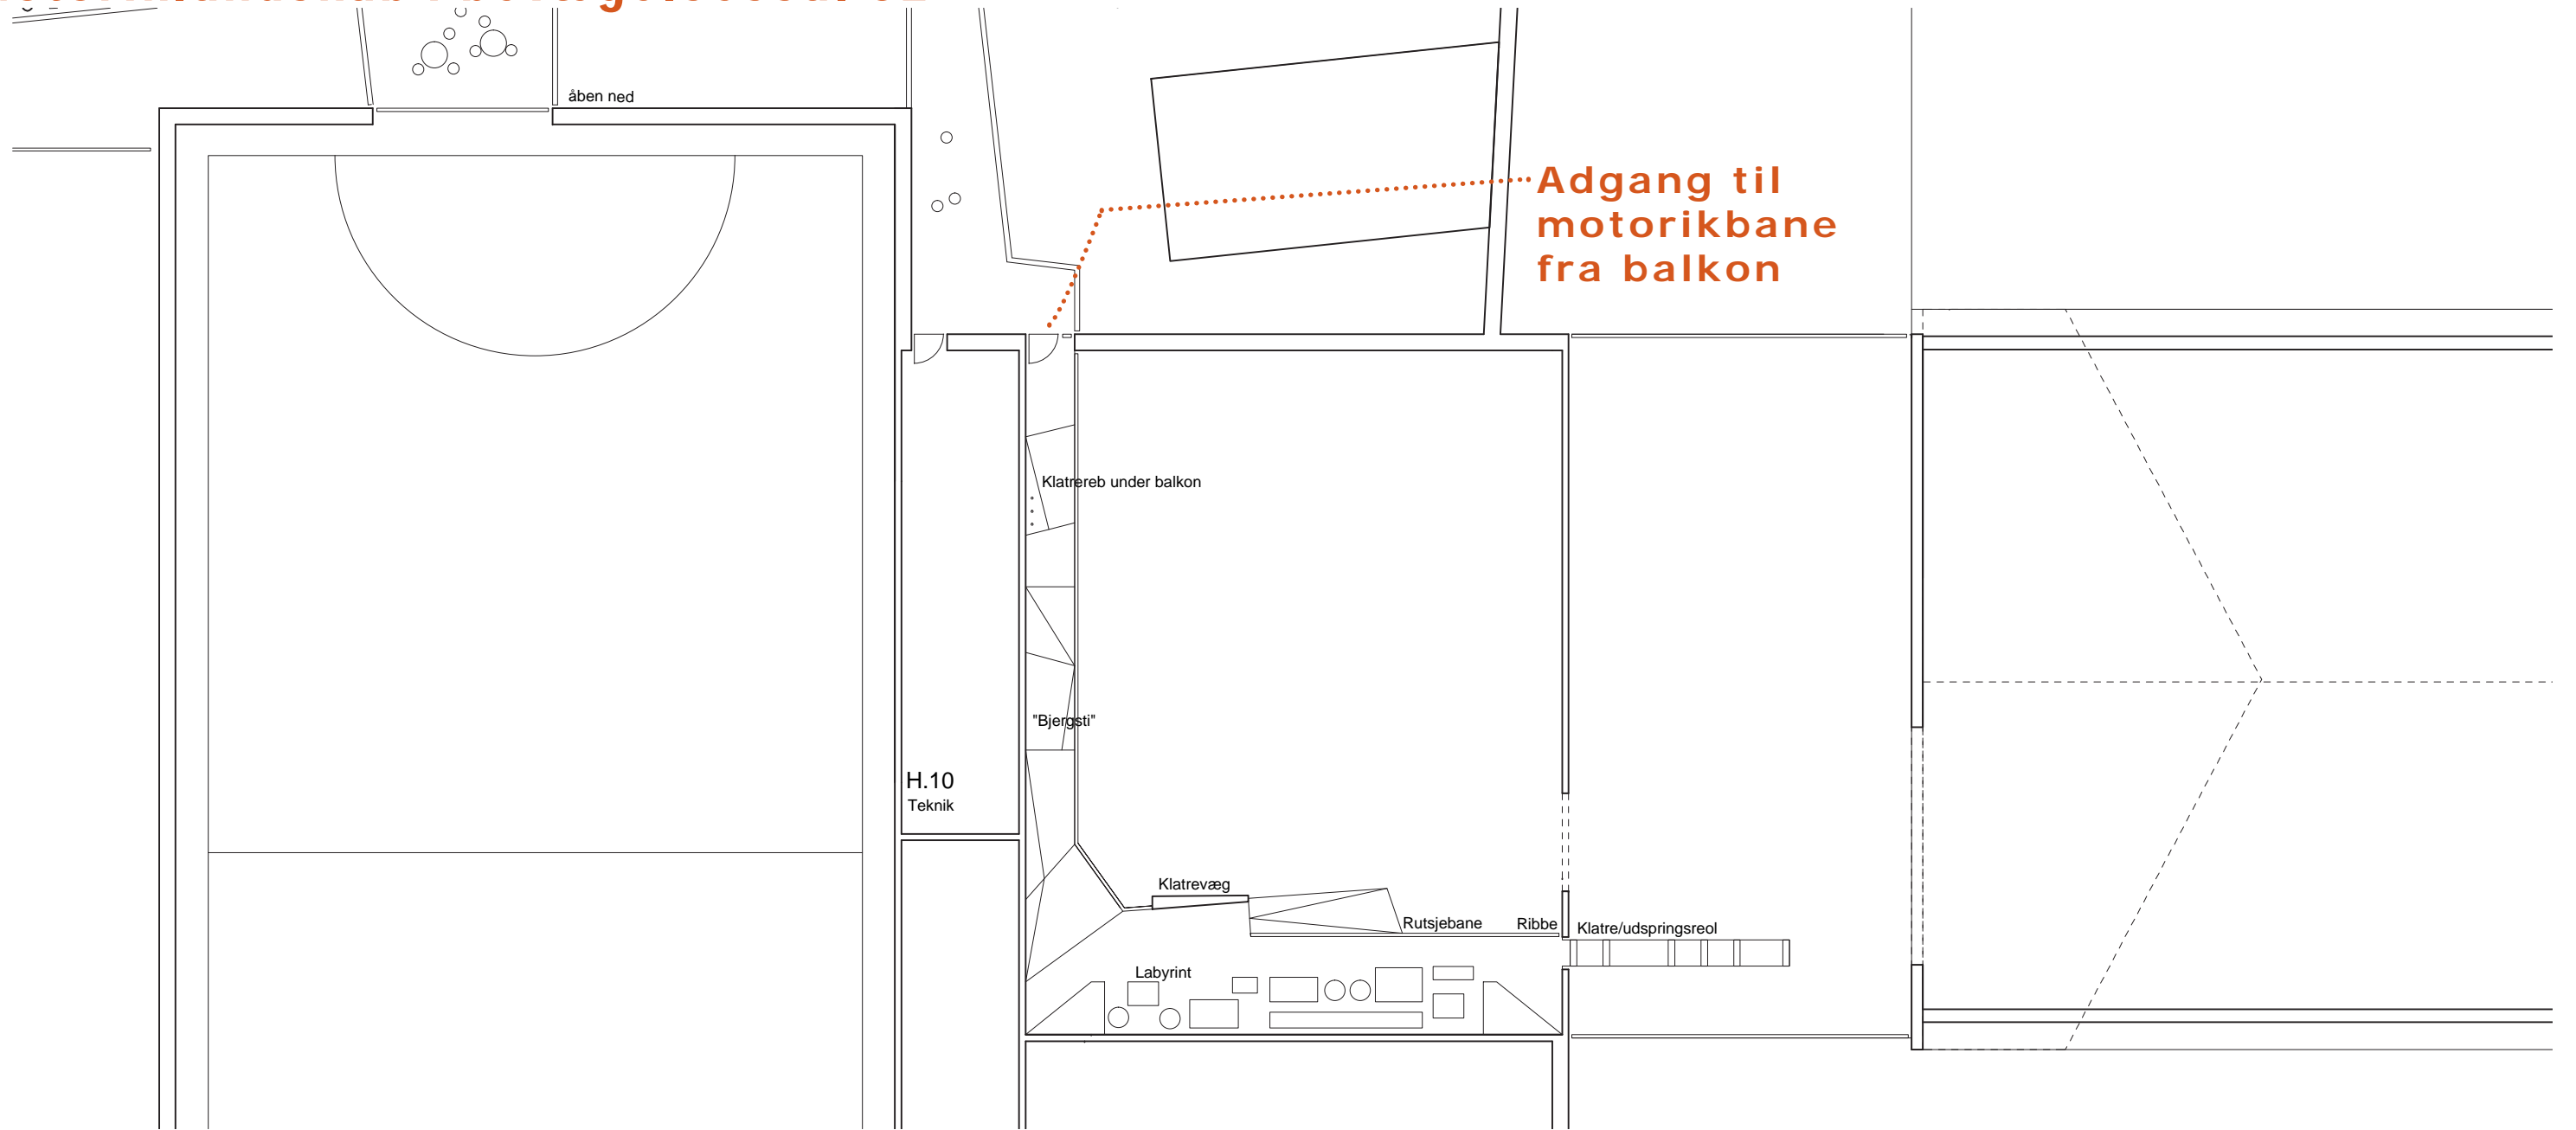 åben ned
Adgang til
motorikbane
fra balkon
Klatrereb under balkon
"Bjergsti"
H.10
Teknik
Klatrevæg
Rutsjebane
Ribbe
Klatre/udspringsreol
Labyrint